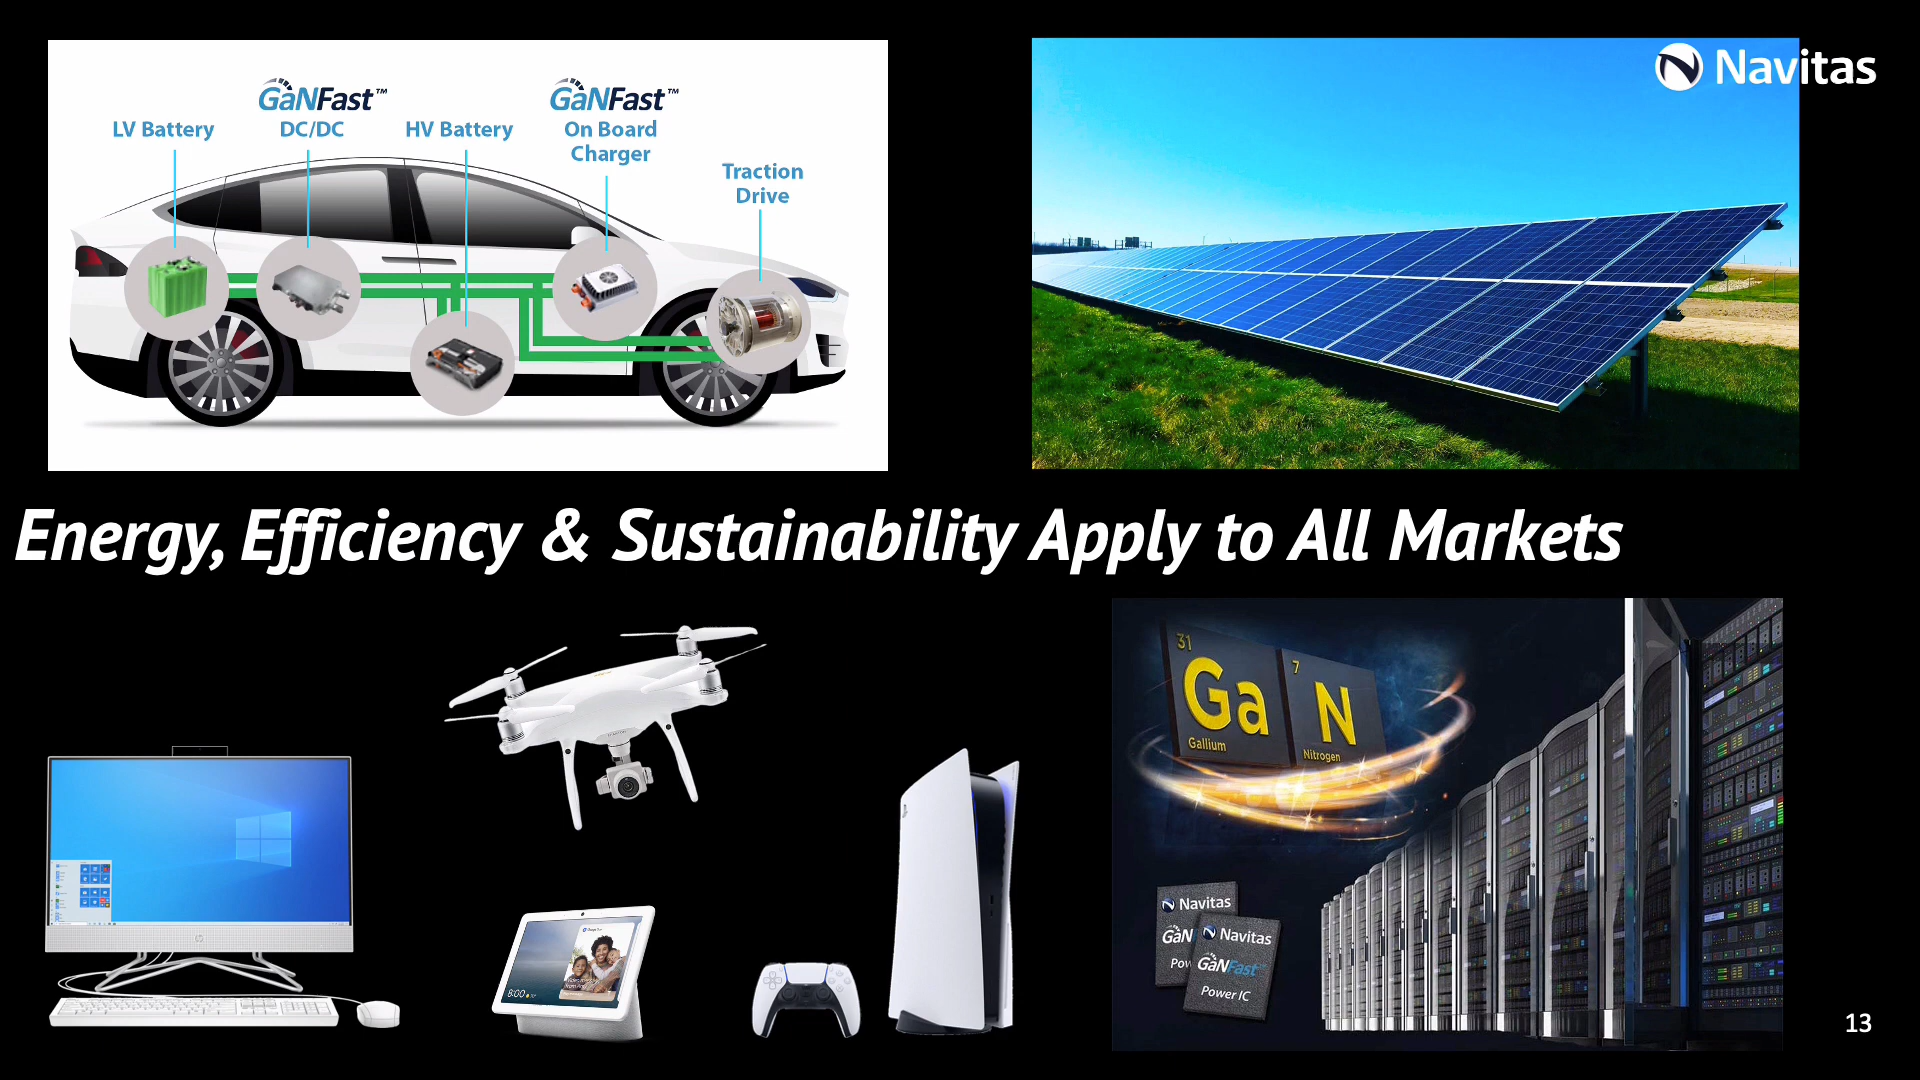 GaNFast™
GaNFast™
LV Battery
DC/DC
HV Battery
On Board
Charger
Traction
Drive
Navitas
Energy, Efficiency & Sustainability Apply to All Markets
31
Ga
Gallium
7
N
Nitrogen
8:00
Navitas
GaN
Pow
Navitas
GaNFast
Power IC
13